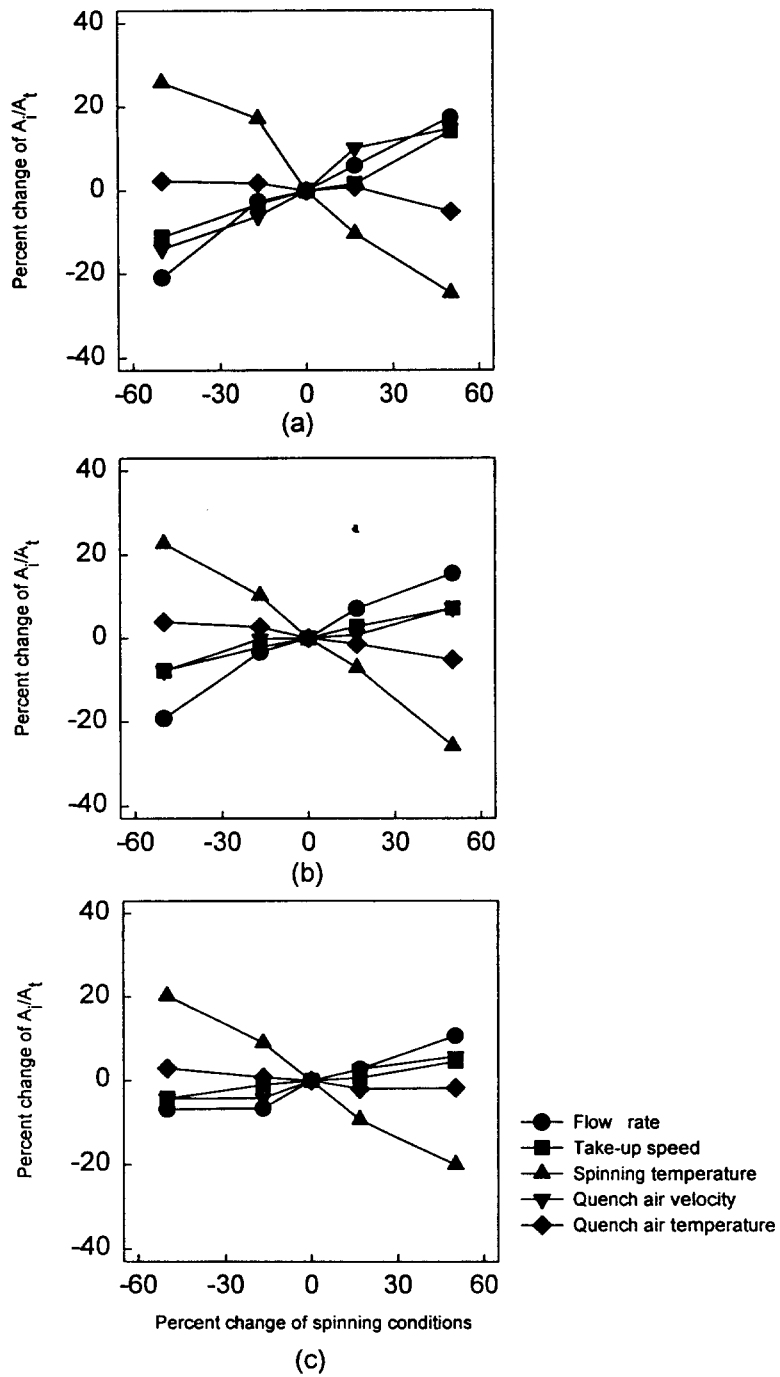 40
20
0
-20
-40
Percent change of Ai/At
-60 -30 0 30 60
(a)
40
20
0
-20
-40
Percent change of Ai/At
-60 -30 0 30 60
(b)
40
20
0
-20
-40
Percent change of Ai/At
-60 -30 0 30 60
Percent change of spinning conditions
(c)
Flow rate
Take-up speed
Spinning temperature
Quench air velocity
Quench air temperature